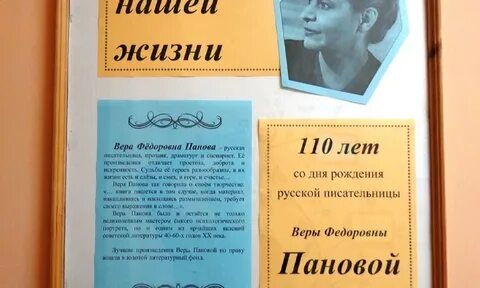 нашей
жизни
Вера Фёдоровна Панова – русская
писательница, прозаик, драматург и сценарист. Её
произведения отличает простота, доброта и
искренность. Судьбы её героев разнообразны, в их
жизни есть и слёзы, и смех, и горе, и счастье.
Вера Панова так говорила о своём творчестве:
«... книга пишется в том случае, когда материал,
накопившись и насытившись размышлением, требует
своего выражения в слове...».
Вера Панова была и остаётся не только
великолепным мастером психологического
портрета, но и одним из ярчайших явлений
советской литературы 40-60-х годов XX века.
Лучшие произведения Веры Пановой по праву
вошли в золотой литературный фонд.
110 лет
со дня рождения
русской писательницы
Веры Федоровны
Пановой